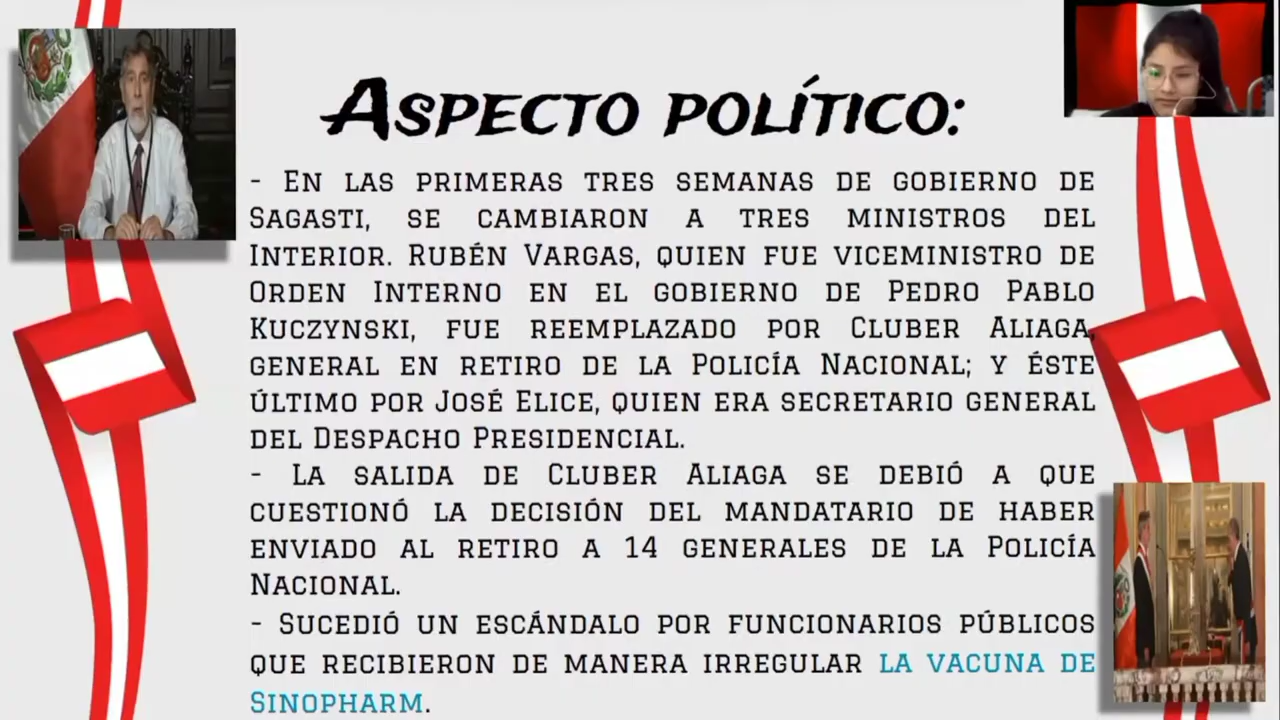 Aspecto político:
- En las primeras tres semanas de gobierno de
Sagasti, se cambiaron a tres ministros del
Interior. Rubén Vargas, quien fue viceministro de
Orden Interno en el gobierno de Pedro Pablo
Kuczynski, fue reemplazado por Cluber Aliaga,
general en retiro de la Policía Nacional; y éste
último por José Elice, quien era secretario general
del Despacho Presidencial.
- La salida de Cluber Aliaga se debió a que
cuestionó la decisión del mandatario de haber
enviado al retiro a 14 generales de la Policía
Nacional.
- Sucedió un escándalo por funcionarios públicos
que recibieron de manera irregular la vacuna de
Sinopharm.